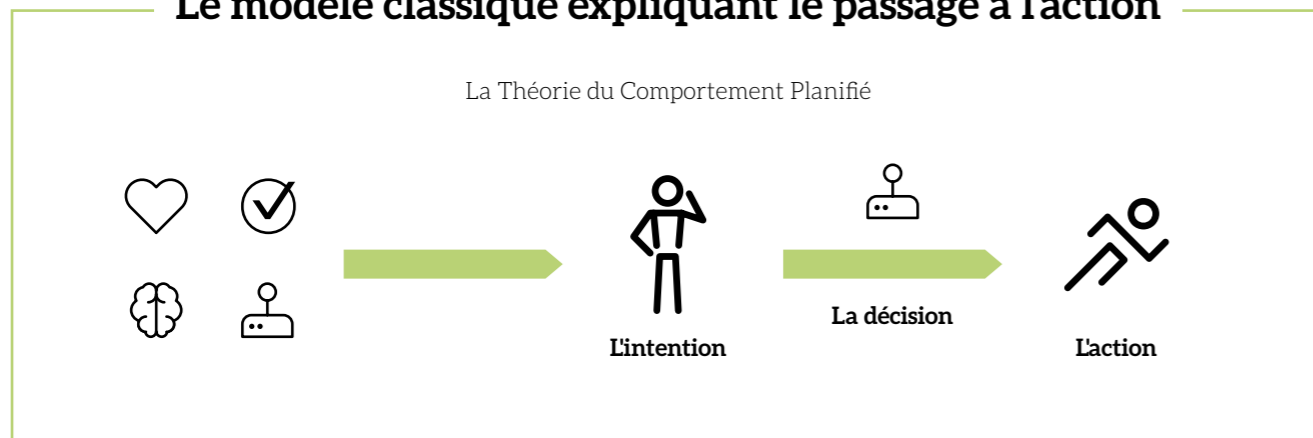 Le modèle classique expliquant le passage à l'action
La Théorie du Comportement Planifié
La décision
L'intention
L'action